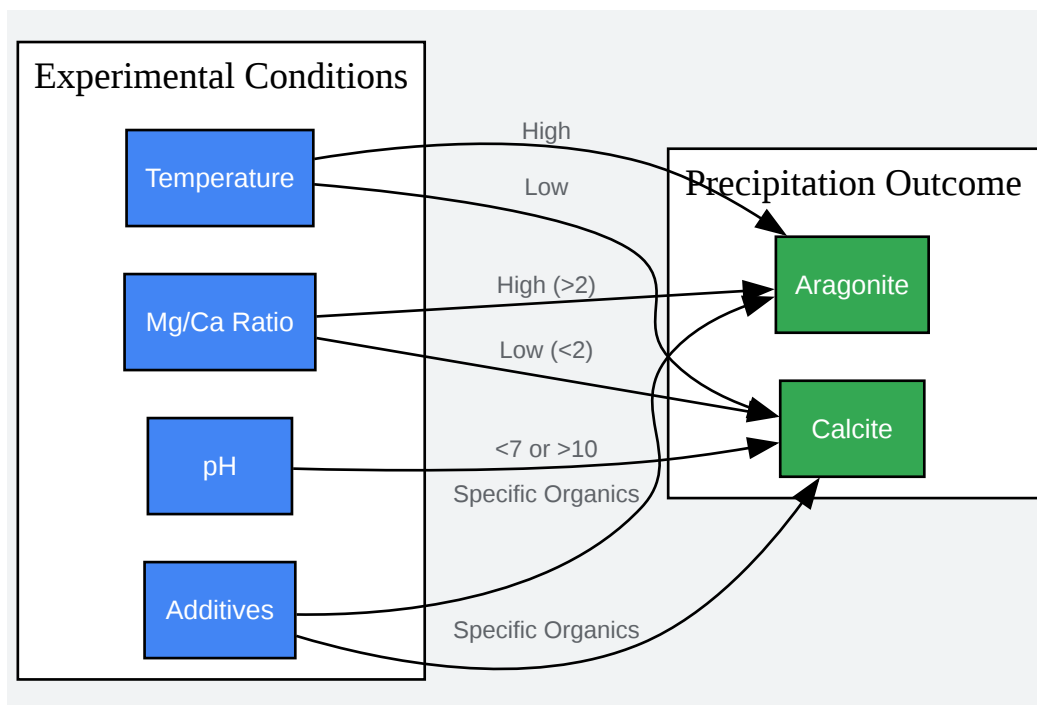 Experimental Conditions
Temperature
Mg/Ca Ratio
pH
Additives
High
Low
High (>2)
Low (<2)
<7 or >10
Specific Organics
Specific Organics
Precipitation Outcome
Aragonite
Calcite